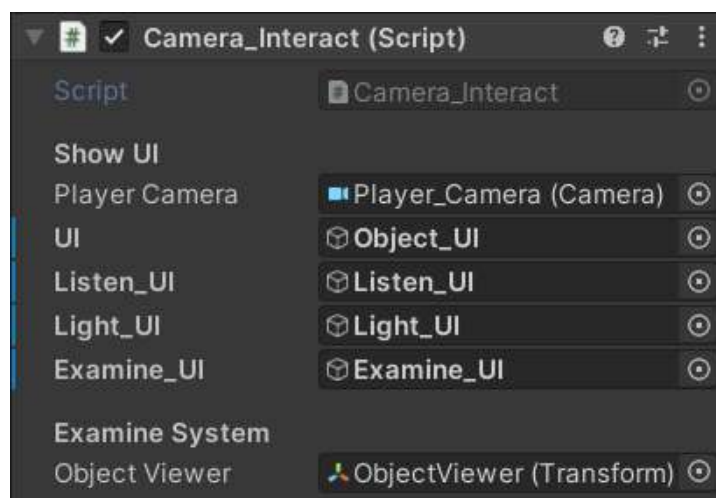 Camera_Interact (Script)
Script Camera_Interact
Show UI
Player Camera Player_Camera (Camera)
UI Object_UI
Listen_UI Listen_UI
Light_UI Light_UI
Examine_UI Examine_UI
Examine System
Object Viewer ObjectViewer (Transform)